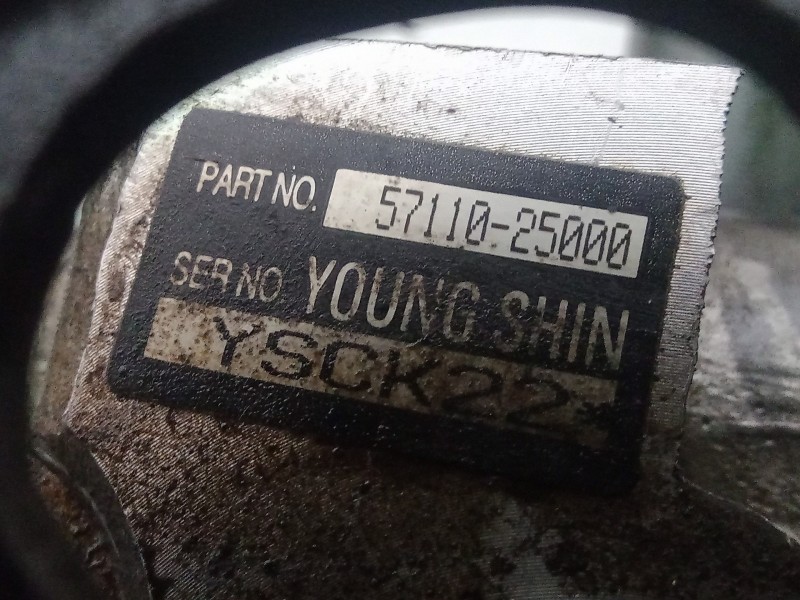 PART NO. 57110-25000
SER NO YOUNG SHIN
YSCK22